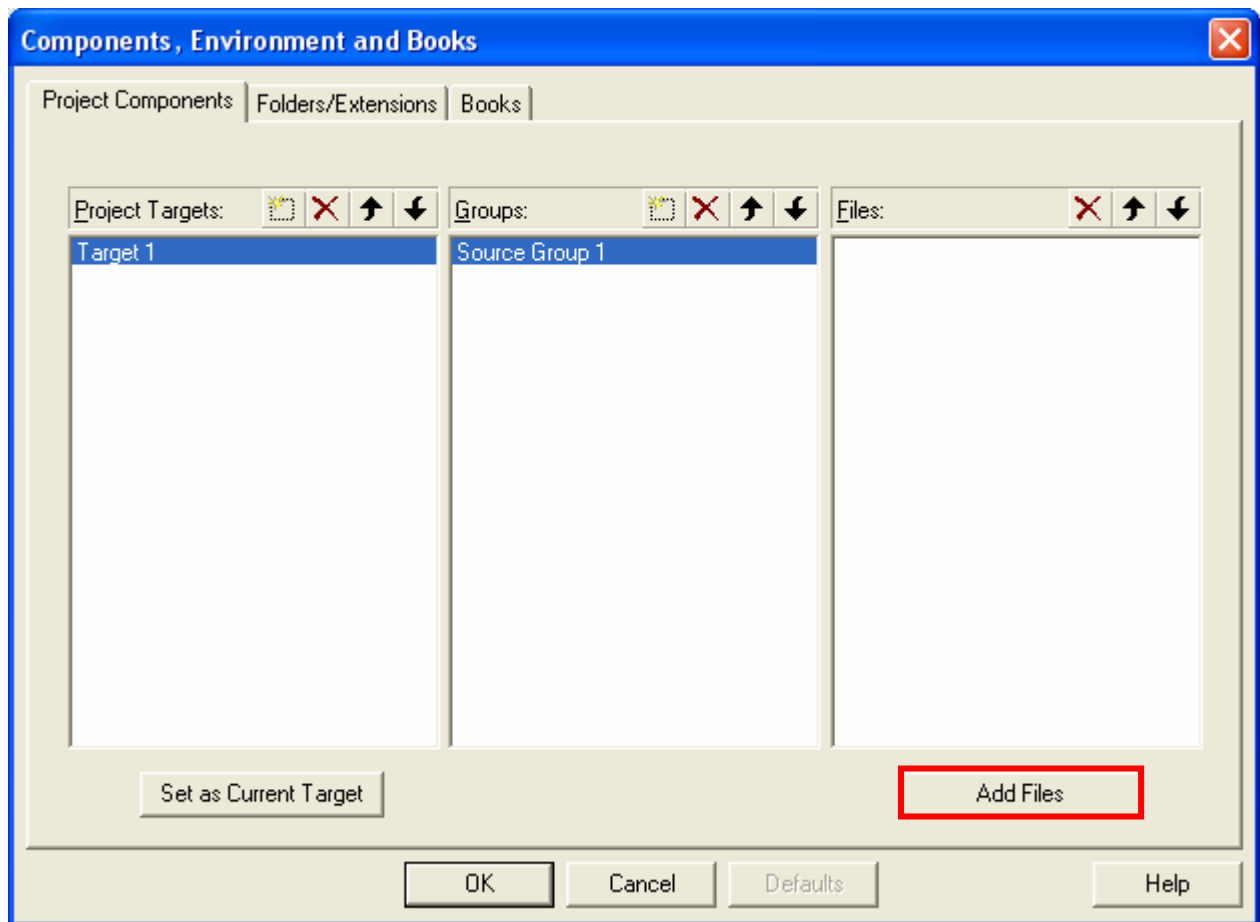 Components, Environment and Books
Project Components Folders/Extensions Books
Project Targets: Groups: Files:
Target 1 Source Group 1
Set as Current Target Add Files
OK Cancel Defaults Help